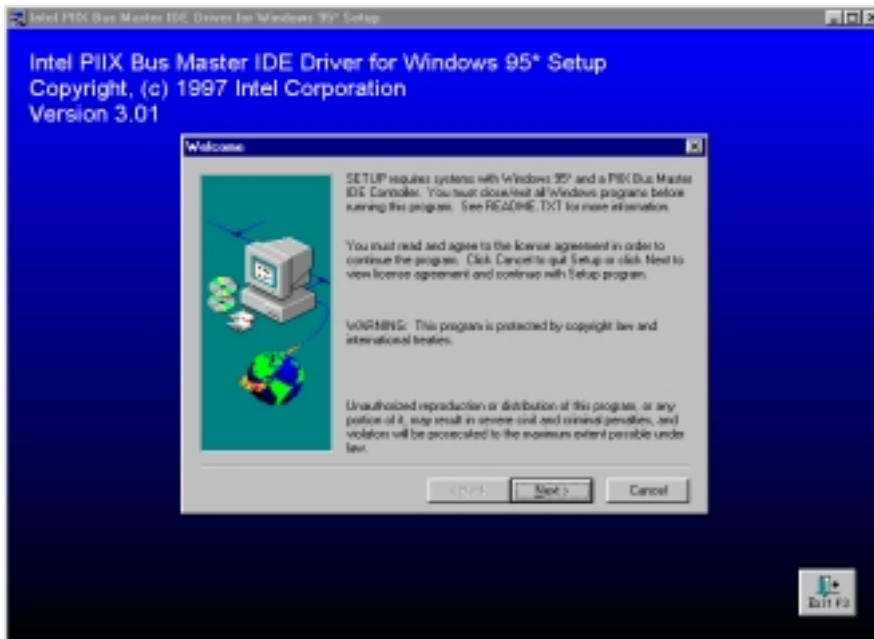 Intel PIIX Bus Master IDE Driver for Windows 95* Setup
Intel PIIX Bus Master IDE Driver for Windows 95* Setup
Copyright, (c) 1997 Intel Corporation
Version 3.01
Welcome
SETUP requires systems with Windows 95* and a PIIX Bus Master
IDE Controller. You must close/exit all Windows programs before
running this program. See README.TXT for more information.
You must read and agree to the license agreement in order to
continue the program. Click Cancel to quit Setup or click Next to
view license agreement and continue with Setup program.
WARNING: This program is protected by copyright law and
international treaties.
Unauthorized reproduction or distribution of this program, or any
portion of it, may result in severe civil and criminal penalties, and
violators will be prosecuted to the maximum extent possible under
law.
< Back
Next >
Cancel
Exit F3